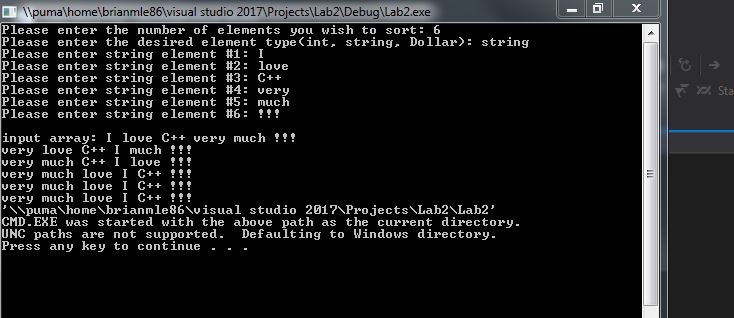 \\puma\home\brianmle86\visual studio 2017\Projects\Lab2\Debug\Lab2.exe
Please enter the number of elements you wish to sort: 6
Please enter the desired element type(int, string, Dollar): string
Please enter string element #1: I
Please enter string element #2: love
Please enter string element #3: C++
Please enter string element #4: very
Please enter string element #5: much
Please enter string element #6: !!!
input array: I love C++ very much !!!
very love C++ I much !!!
very much C++ I love !!!
very much love I C++ !!!
very much love I C++ !!!
very much love I C++ !!!
'\\puma\home\brianmle86\visual studio 2017\Projects\Lab2\Lab2'
CMD.EXE was started with the above path as the current directory.
UNC paths are not supported.  Defaulting to Windows directory.
Press any key to continue . . .
Sta